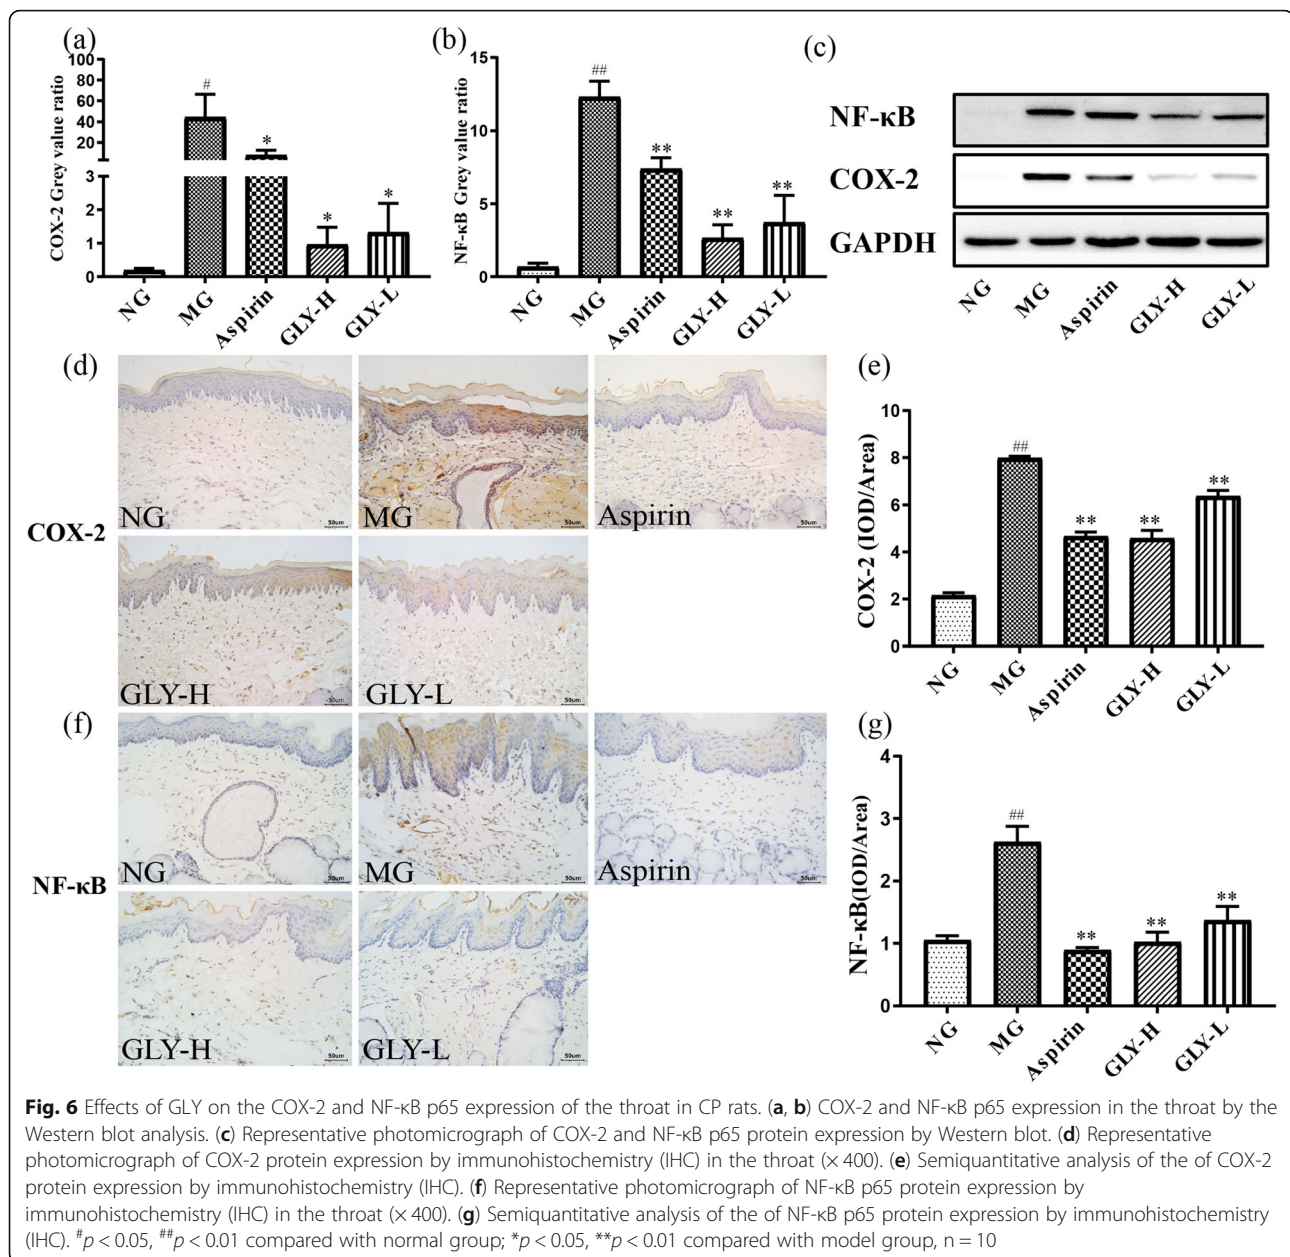 (a)
COX-2 Grey value ratio
100
80
60
40
20
3
2
1
0
#
*
*
*
NG
MG
Aspirin
GLY-H
GLY-L
(b)
NF-κB Grey value ratio
15
10
5
0
##
**
**
**
NG
MG
Aspirin
GLY-H
GLY-L
(c)
NF-κB
COX-2
GAPDH
NG
MG
Aspirin
GLY-H
GLY-L
(d)
COX-2
NG
50um
MG
50um
Aspirin
50um
GLY-H
50um
GLY-L
50um
(e)
COX-2 (IOD/Area)
10
8
6
4
2
0
##
**
**
**
NG
MG
Aspirin
GLY-H
GLY-L
(f)
NF-κB
NG
50um
MG
50um
Aspirin
50um
GLY-H
50um
GLY-L
50um
(g)
NF-κB(IOD/Area)
4
3
2
1
0
##
**
**
**
NG
MG
Aspirin
GLY-H
GLY-L
Fig. 6 Effects of GLY on the COX-2 and NF-κB p65 expression of the throat in CP rats. (a, b) COX-2 and NF-κB p65 expression in the throat by the
Western blot analysis. (c) Representative photomicrograph of COX-2 and NF-κB p65 protein expression by Western blot. (d) Representative
photomicrograph of COX-2 protein expression by immunohistochemistry (IHC) in the throat (× 400). (e) Semiquantitative analysis of the of COX-2
protein expression by immunohistochemistry (IHC). (f) Representative photomicrograph of NF-κB p65 protein expression by
immunohistochemistry (IHC) in the throat (× 400). (g) Semiquantitative analysis of the of NF-κB p65 protein expression by immunohistochemistry
(IHC). #p < 0.05, ##p < 0.01 compared with normal group; *p < 0.05, **p < 0.01 compared with model group, n = 10